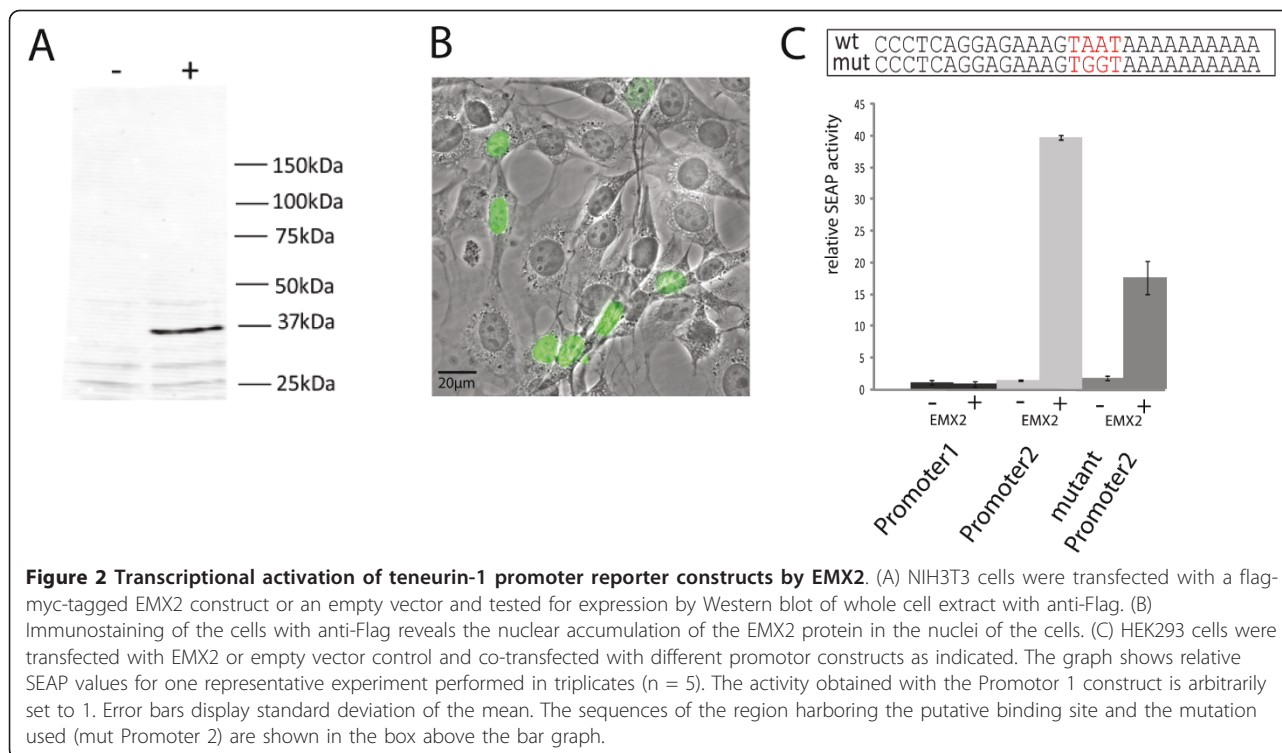 A
- +
150kDa
100kDa
75kDa
50kDa
37kDa
25kDa
B
20µm
C
wt CCCTCAGGAGAAAGTAATAAAAAAAAAA
mut CCCTCAGGAGAAAGTGGTAAAAAAAAAA
relative SEAP activity
45
40
35
30
25
20
15
10
5
0
- + - + - +
EMX2 EMX2 EMX2
Promoter1
Promoter2
mutant
Promoter2
Figure 2 Transcriptional activation of teneurin-1 promoter reporter constructs by EMX2. (A) NIH3T3 cells were transfected with a flag-
myc-tagged EMX2 construct or an empty vector and tested for expression by Western blot of whole cell extract with anti-Flag. (B)
Immunostaining of the cells with anti-Flag reveals the nuclear accumulation of the EMX2 protein in the nuclei of the cells. (C) HEK293 cells were
transfected with EMX2 or empty vector control and co-transfected with different promotor constructs as indicated. The graph shows relative
SEAP values for one representative experiment performed in triplicates (n = 5). The activity obtained with the Promotor 1 construct is arbitrarily
set to 1. Error bars display standard deviation of the mean. The sequences of the region harboring the putative binding site and the mutation
used (mut Promoter 2) are shown in the box above the bar graph.